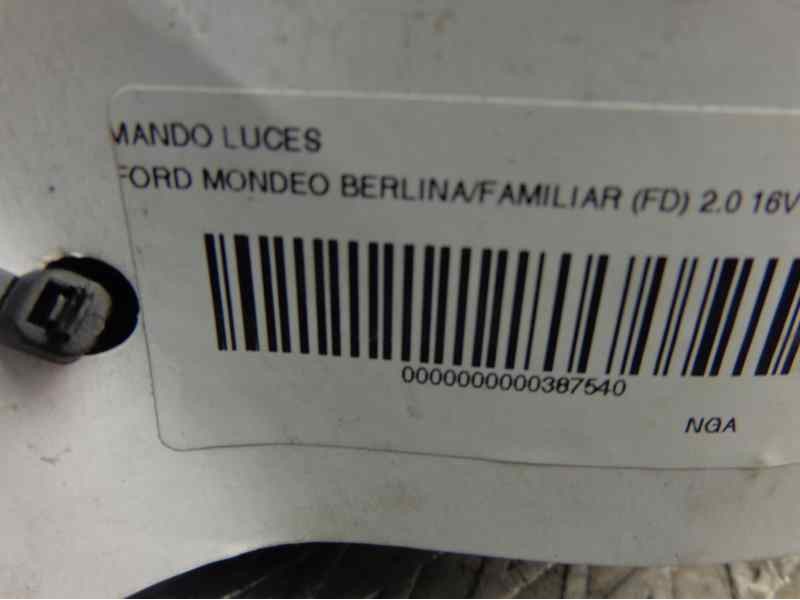 MANDO LUCES
FORD MONDEO BERLINA/FAMILIAR (FD) 2.0 16V
0000000000387540
NGA